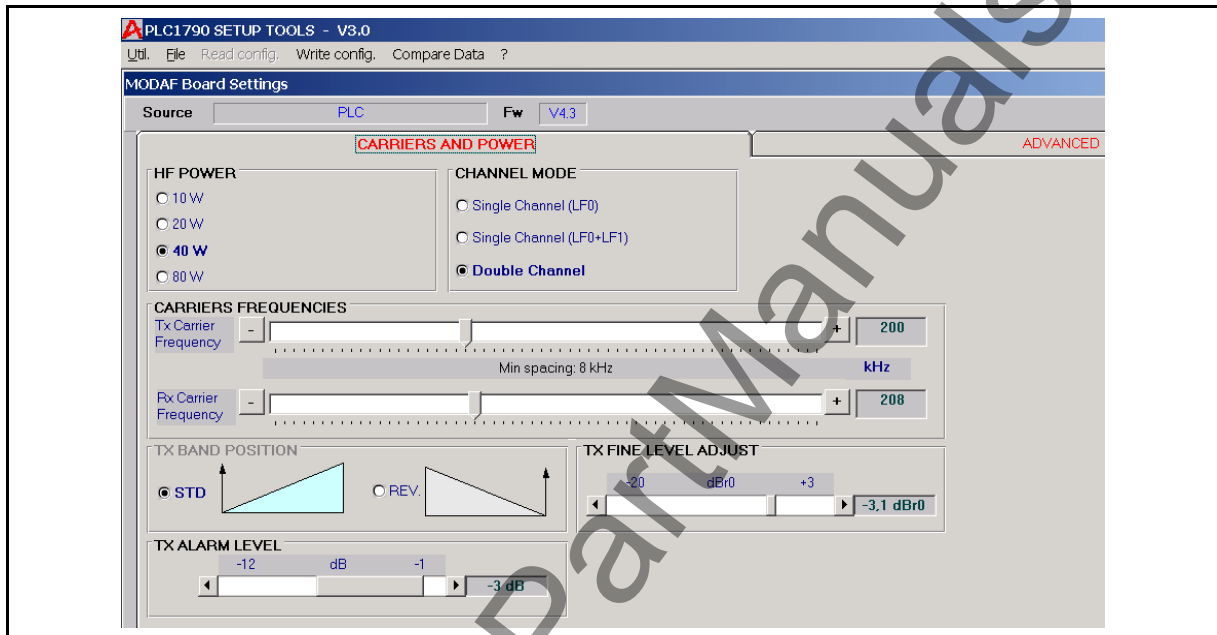 PLC1790 SETUP TOOLS - V3.0
Util. File Read config. Write config. Compare Data ?
MODAF Board Settings
Source PLC Fw V4.3
CARRIERS AND POWER ADVANCED
HF POWER
10 W
20 W
40 W
80 W
CHANNEL MODE
Single Channel (LF0)
Single Channel (LF0+LF1)
Double Channel
CARRIERS FREQUENCIES
Tx Carrier
Frequency
- + 200
Min spacing: 8 kHz kHz
Rx Carrier
Frequency
- + 208
TX BAND POSITION
STD REV.
TX FINE LEVEL ADJUST
-20 dBr0 +3
-3,1 dBr0
TX ALARM LEVEL
-12 dB -1
-3 dB
PartManuals